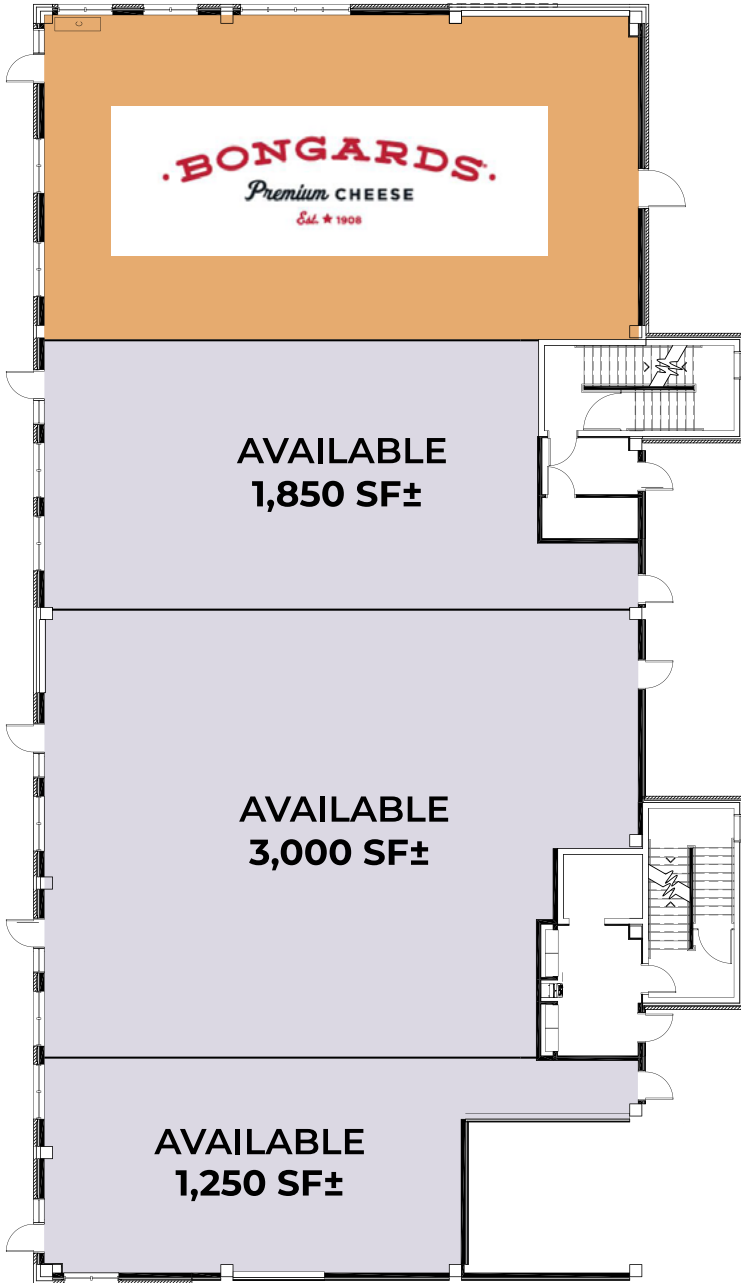 C
BONGARDS
Premium CHEESE
Est. ★ 1908
AVAILABLE
1,850 SF±
AVAILABLE
3,000 SF±
AVAILABLE
1,250 SF±